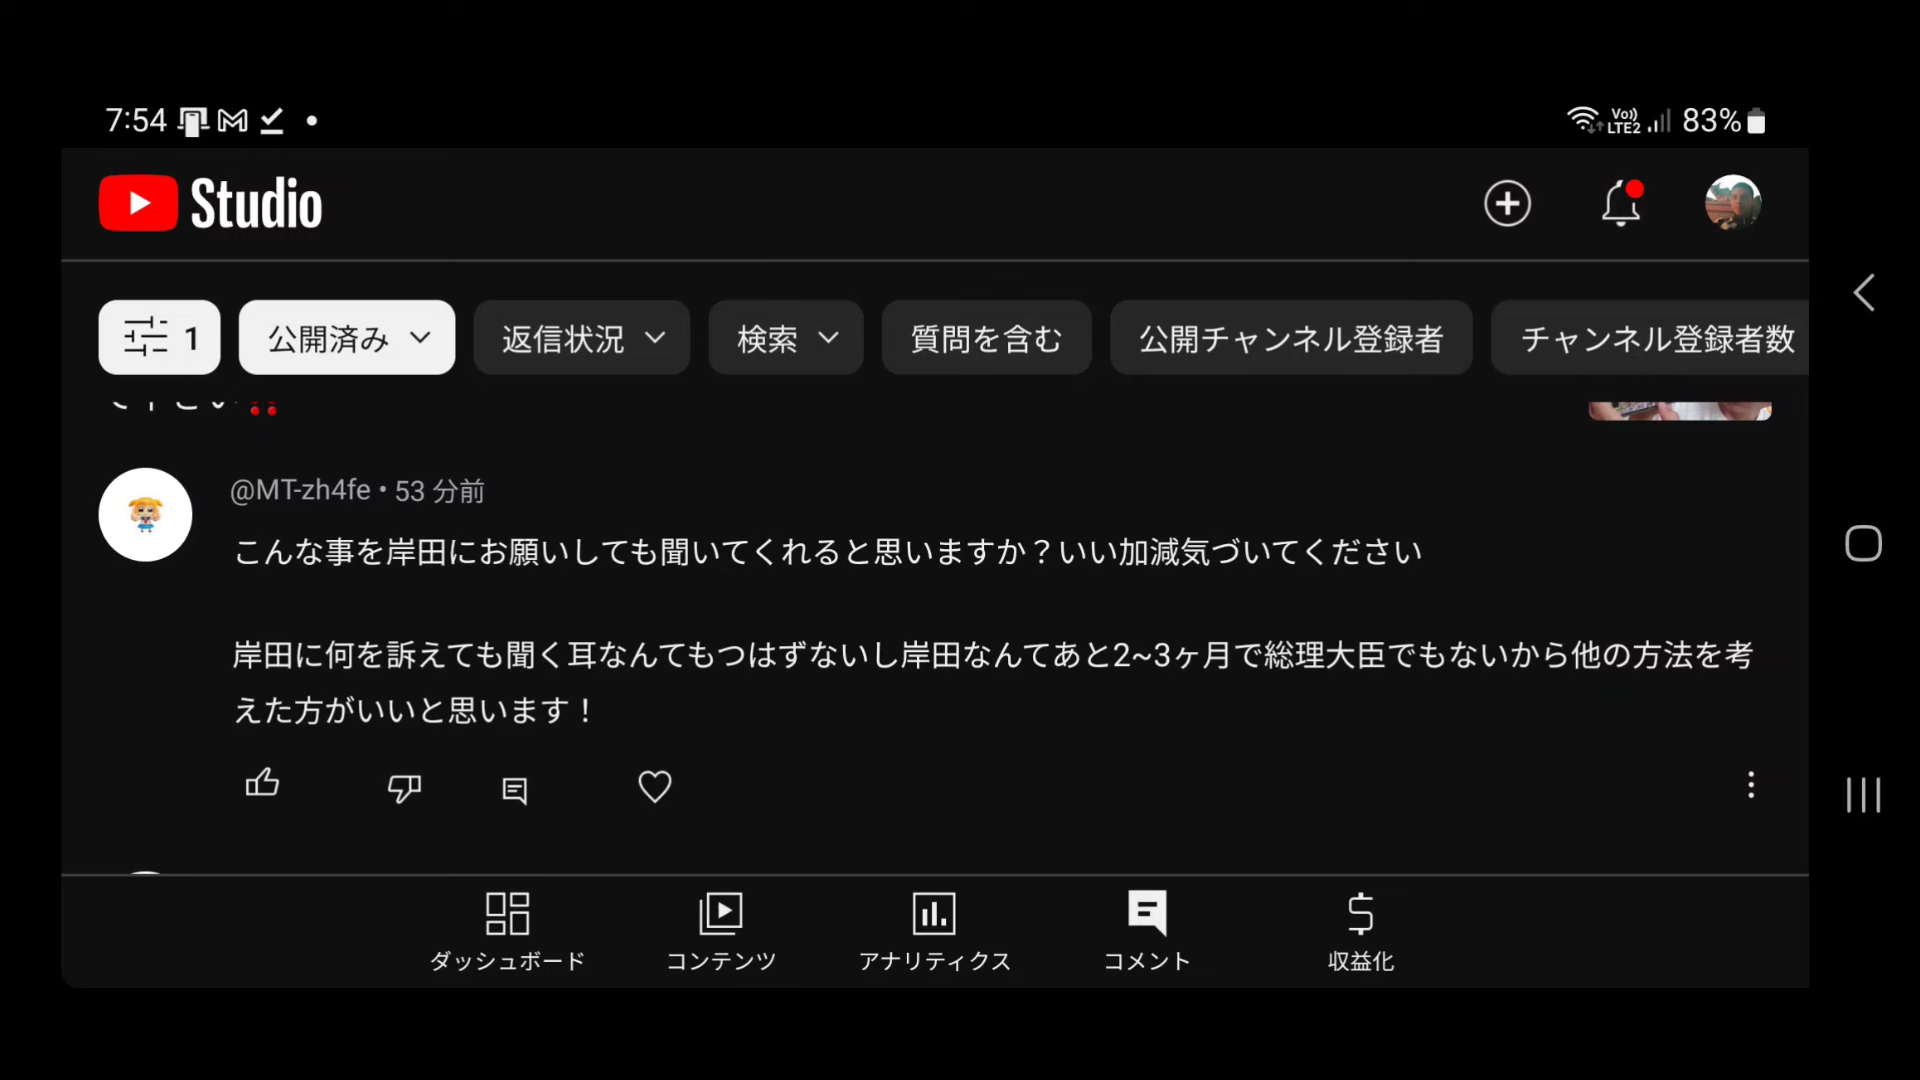 7:54
Vo))
LTE2
83%
Studio
1
公開済み
返信状況
検索
質問を含む
公開チャンネル登録者
チャンネル登録者数
@MT-zh4fe • 53 分前
こんな事を岸田にお願いしても聞いてくれると思いますか？いい加減気づいてください
岸田に何を訴えても聞く耳なんてもつはずないし岸田なんてあと2~3ヶ月で総理大臣でもないから他の方法を考
えた方がいいと思います！
ダッシュボード
コンテンツ
アナリティクス
コメント
収益化